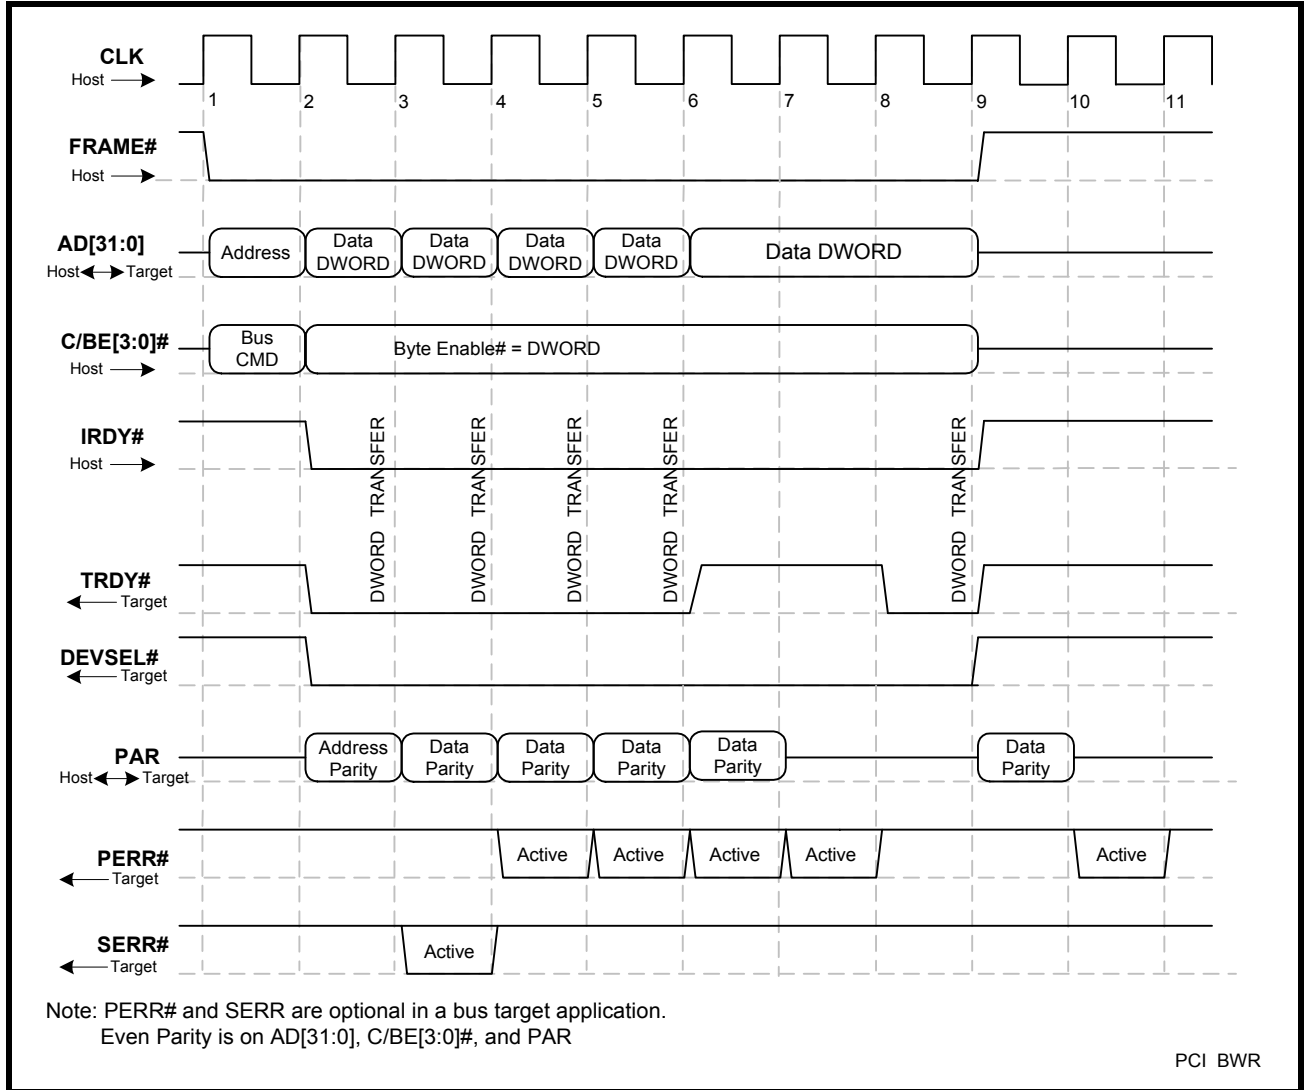 CLK
Host
1 2 3 4 5 6 7 8 9 10 11
FRAME#
Host
AD[31:0]
Host Target
Address
Data
DWORD
Data
DWORD
Data
DWORD
Data
DWORD
Data DWORD
C/BE[3:0]#
Host
Bus
CMD
Byte Enable# = DWORD
IRDY#
Host
DWORD TRANSFER
DWORD TRANSFER
DWORD TRANSFER
DWORD TRANSFER
DWORD TRANSFER
TRDY#
Target
DEVSEL#
Target
PAR
Host Target
Address
Parity
Data
Parity
Data
Parity
Data
Parity
Data
Parity
Data
Parity
PERR#
Target
Active
Active
Active
Active
Active
SERR#
Target
Active
Note: PERR# and SERR are optional in a bus target application.
Even Parity is on AD[31:0], C/BE[3:0]#, and PAR
PCI BWR